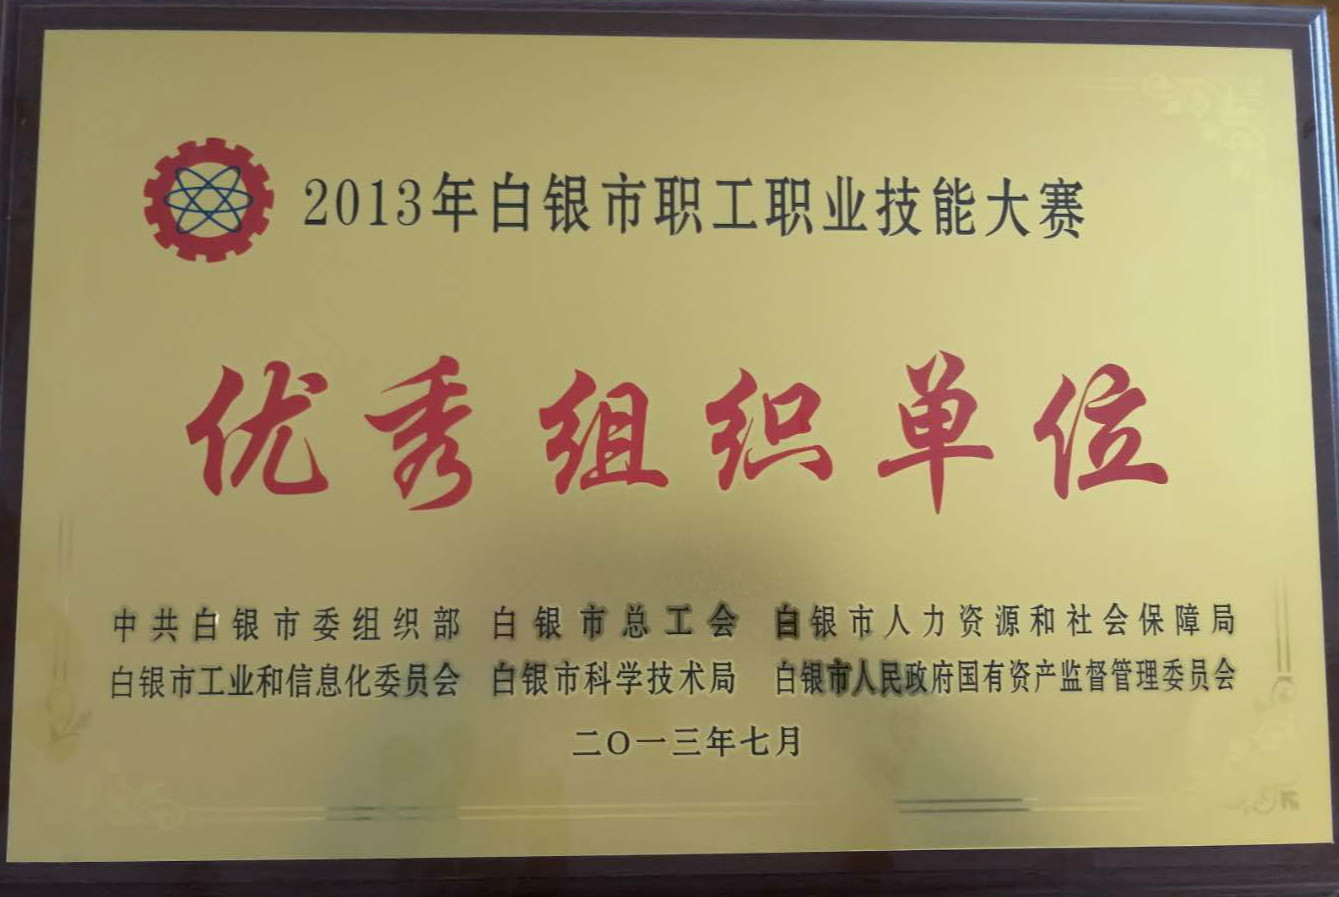 2013年白银市职工职业技能大赛
优秀组织单位
中共白银市委组织部 白银市总工会 白银市人力资源和社会保障局
白银市工业和信息化委员会 白银市科学技术局 白银市人民政府国有资产监督管理委员会
二〇一三年七月